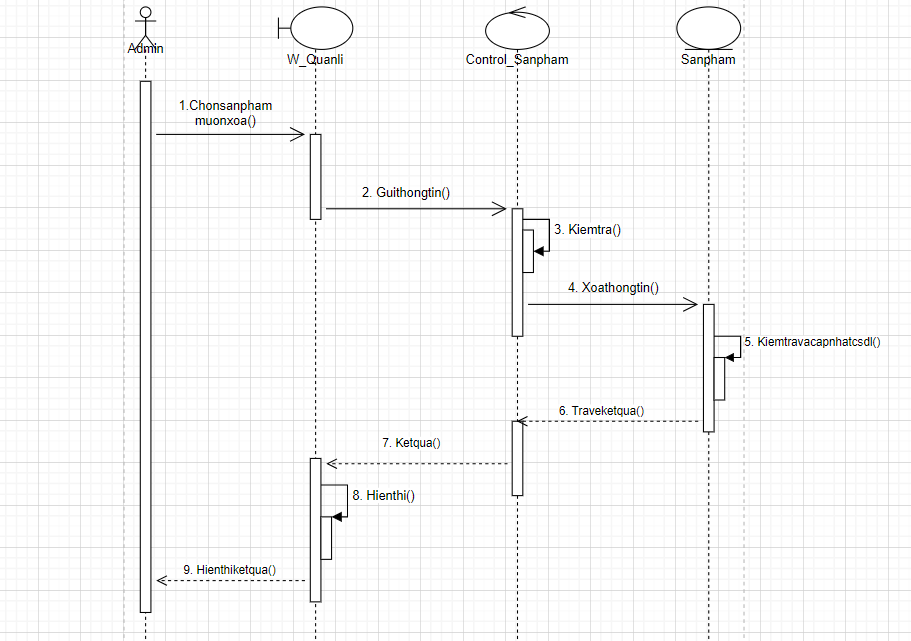 Admin
W_Quanli
Control_Sanpham
Sanpham
1.Chonsanpham
muonxoa()
2. Guithongtin()
3. Kiemtra()
4. Xoathongtin()
5. Kiemtravacapnhatcsdl()
6. Traveketqua()
7. Ketqua()
8. Hienthi()
9. Hienthiketqua()